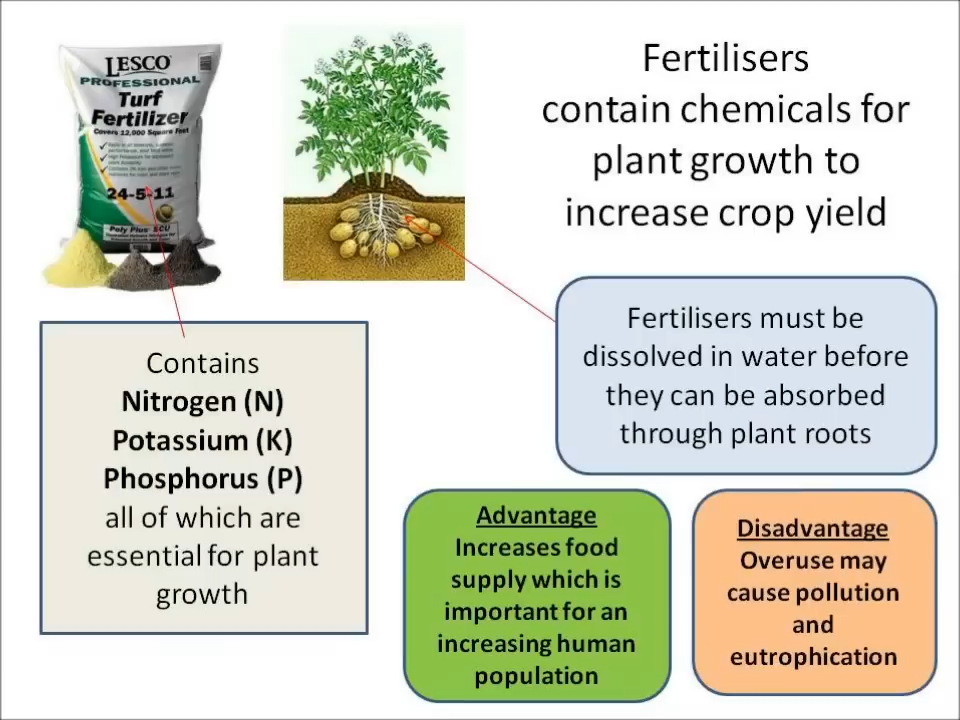 LESCO
PROFESSIONAL
Turf
Fertilizer
Covers 12,000 Square Feet
24-5-11
Poly Plus SCU
Fertilisers
contain chemicals for
plant growth to
increase crop yield
Fertilisers must be
dissolved in water before
they can be absorbed
through plant roots
Contains
Nitrogen (N)
Potassium (K)
Phosphorus (P)
all of which are
essential for plant
growth
Advantage
Increases food
supply which is
important for an
increasing human
population
Disadvantage
Overuse may
cause pollution
and
eutrophication